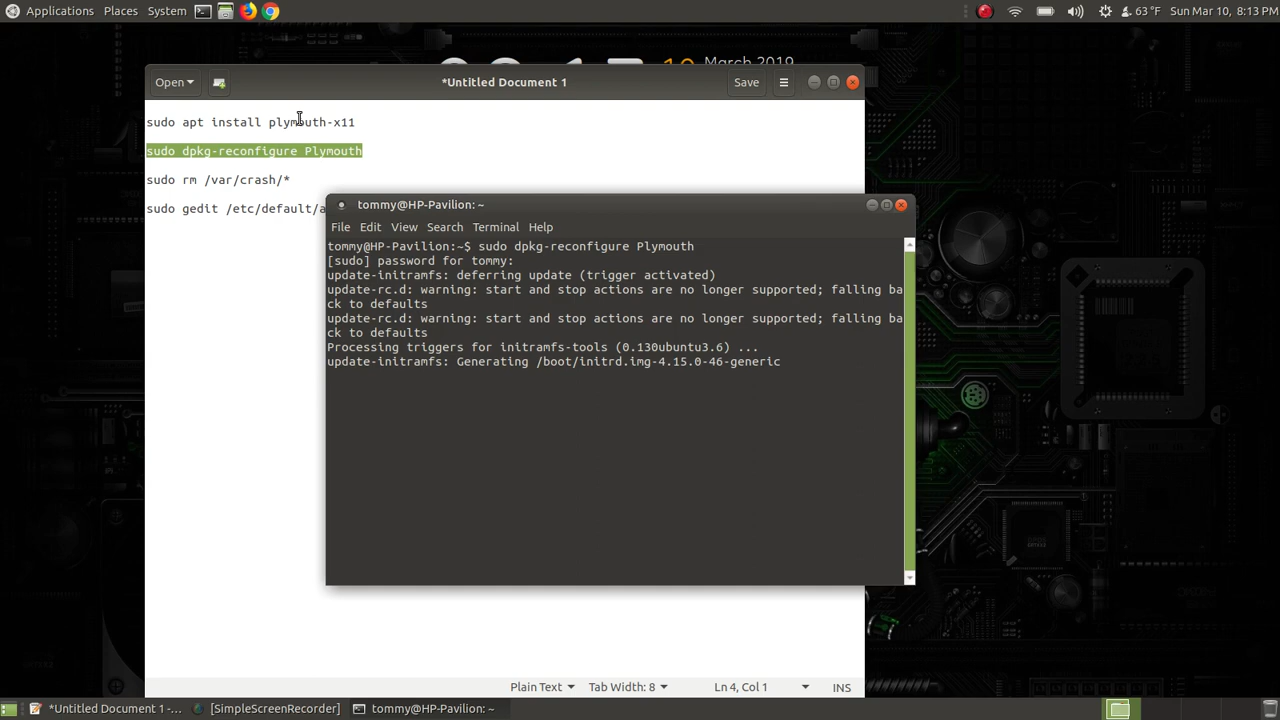 Applications Places System
63 °F Sun Mar 10, 8:13 PM
March 2019
Open
*Untitled Document 1
Save
sudo apt install plymouth-x11
sudo dpkg-reconfigure Plymouth
sudo rm /var/crash/*
sudo gedit /etc/default/a
tommy@HP-Pavilion: ~
File Edit View Search Terminal Help
tommy@HP-Pavilion:~$ sudo dpkg-reconfigure Plymouth
[sudo] password for tommy:
update-initramfs: deferring update (trigger activated)
update-rc.d: warning: start and stop actions are no longer supported; falling ba
ck to defaults
update-rc.d: warning: start and stop actions are no longer supported; falling ba
ck to defaults
Processing triggers for initramfs-tools (0.130ubuntu3.6) ...
update-initramfs: Generating /boot/initrd.img-4.15.0-46-generic
Plain Text Tab Width: 8 Ln 4, Col 1 INS
*Untitled Document 1 -... [SimpleScreenRecorder] tommy@HP-Pavilion: ~